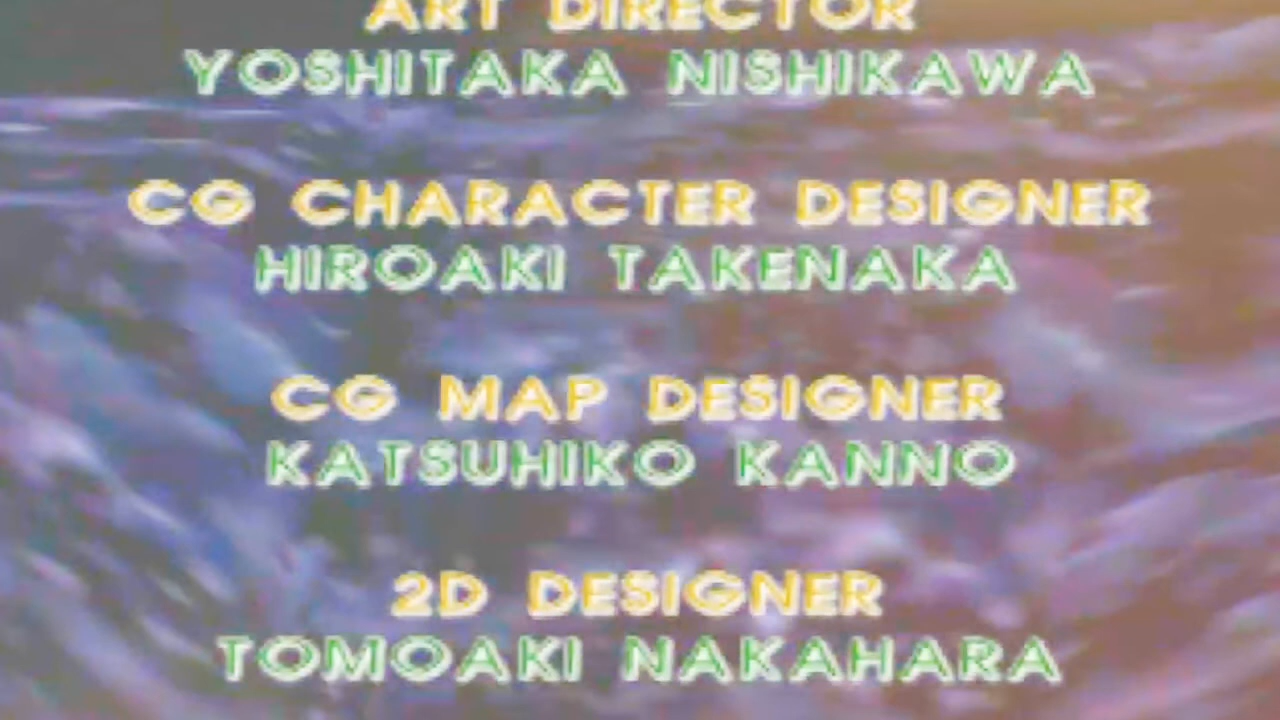 ART DIRECTOR
YOSHITAKA NISHIKAWA
CG CHARACTER DESIGNER
HIROAKI TAKENAKA
CG MAP DESIGNER
KATSUHIKO KANNO
2D DESIGNER
TOMOAKI NAKAHARA